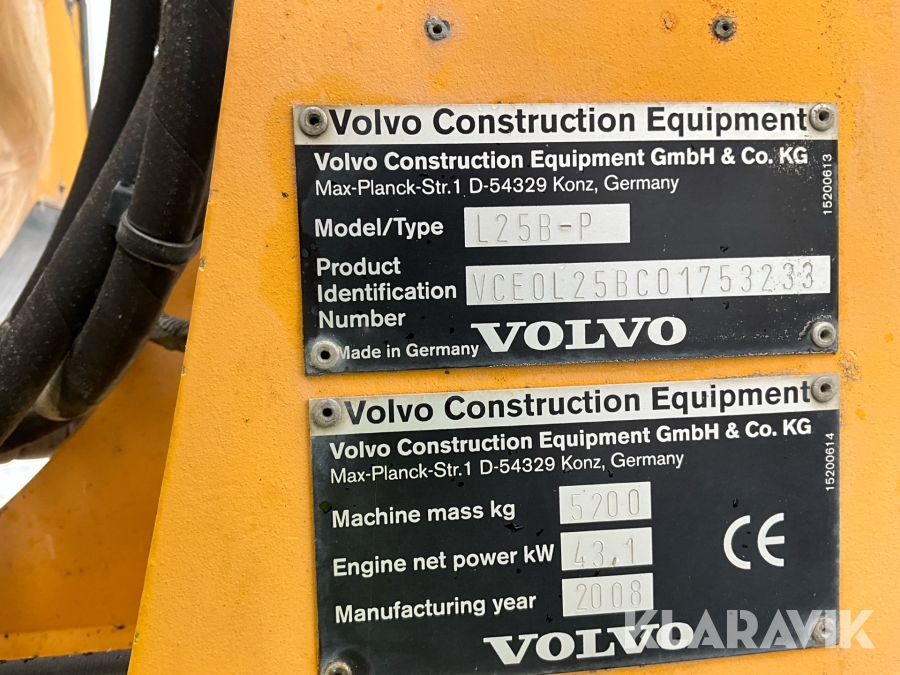 Volvo Construction Equipment
Volvo Construction Equipment GmbH & Co. KG
Max-Planck-Str.1 D-54329 Konz, Germany
Model/Type L25B-P
Product
Identification VCE0L25BC01753233
Number
Made in Germany VOLVO
15200613
Volvo Construction Equipment
Volvo Construction Equipment GmbH & Co. KG
Max-Planck-Str.1 D-54329 Konz, Germany
Machine mass kg 5200
Engine net power kW 43,1
Manufacturing year 2008
CE
VOLVO
15200614
KLARAVIK